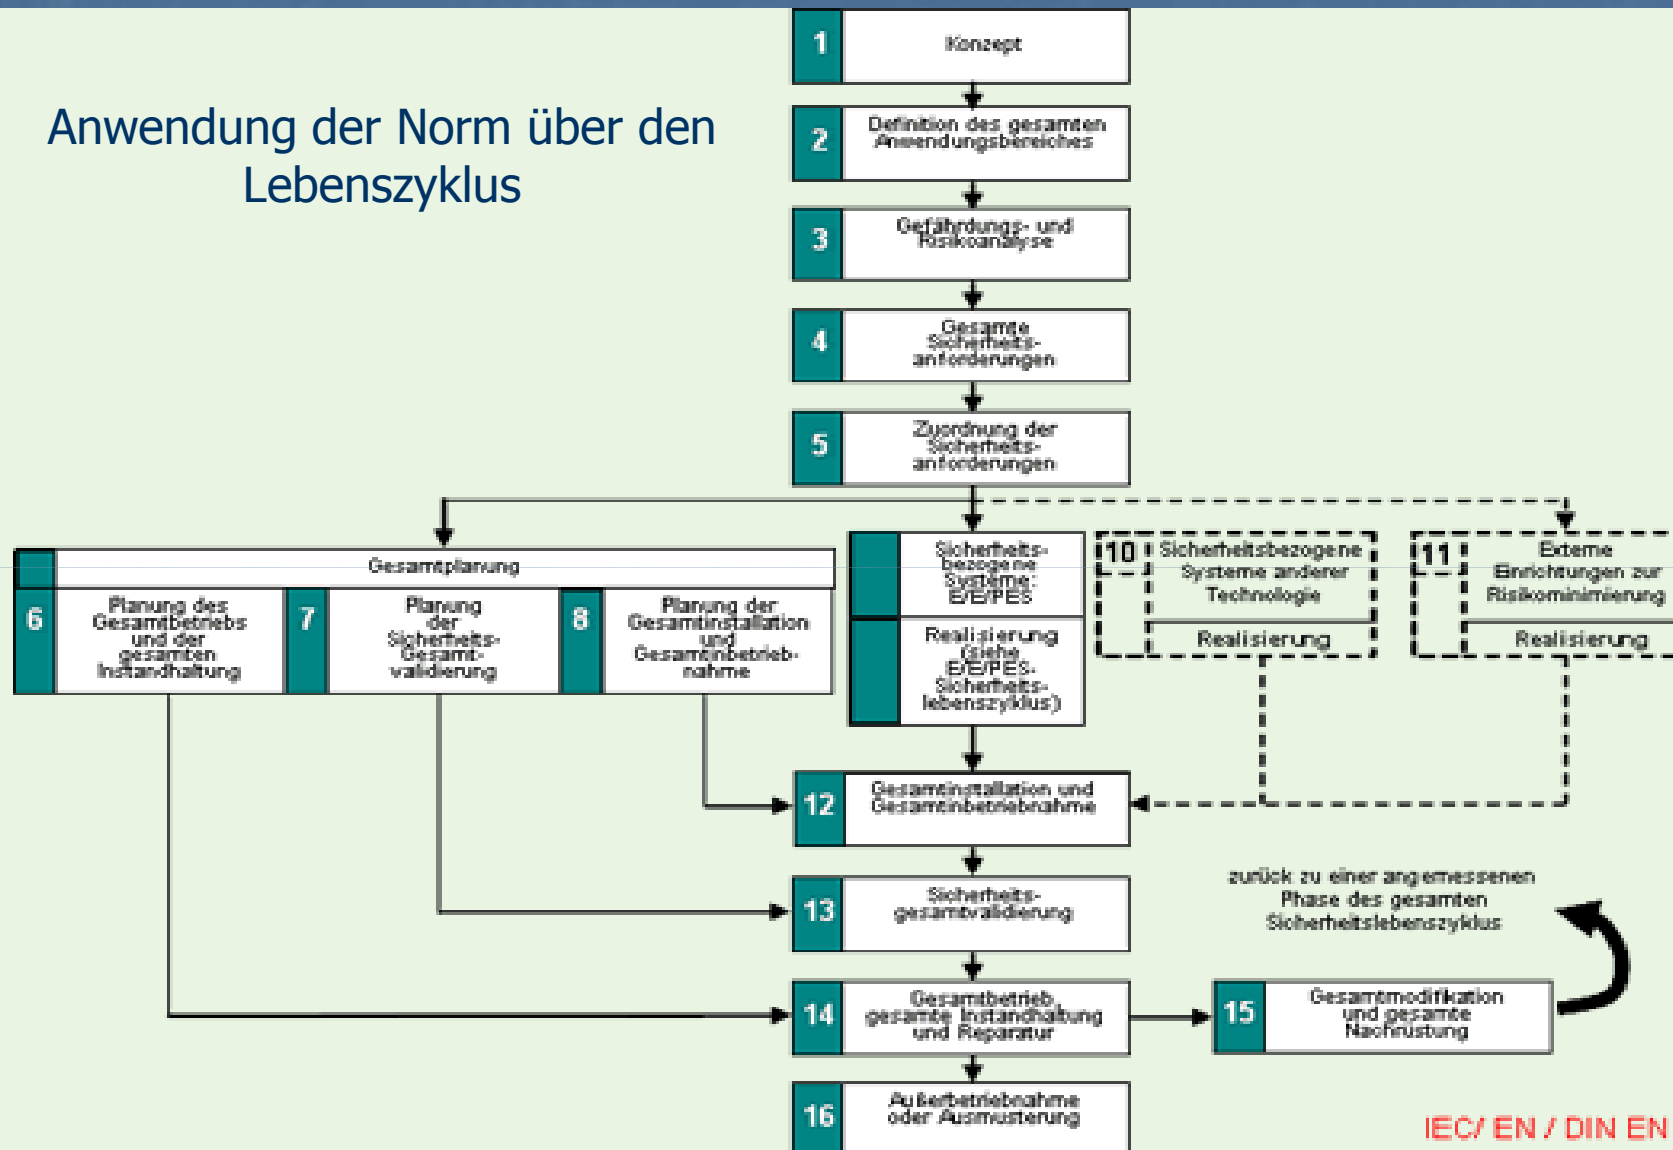 Anwendung der Norm über den
Lebenszyklus
1
Konzept
2
Definition des gesamten
Anwendungsbereiches
3
Gefährdungs- und
Risikoanalyse
4
Gesamte
Sicherheits-
anforderungen
5
Zuordnung der
Sicherheits-
anforderungen
Gesamtplanung
6
Planung des
Gesamtbetriebs
und der
gesamten
Instandhaltung
7
Planung
der
Sicherheits-
Gesamt-
validierung
8
Planung der
Gesamtinstallation
und
Gesamtinbetrieb-
nahme
Sicherheits-
bezogene
Systeme:
E/E/PES
Realisierung
(siehe
E/E/PES-
Sicherheits-
lebenszyklus)
10
Sicherheitsbezogene
Systeme anderer
Technologie
Realisierung
11
Externe
Einrichtungen zur
Risikominimierung
Realisierung
12
Gesamtinstallation und
Gesamtinbetriebnahme
13
Sicherheits-
gesamtvalidierung
zurück zu einer angemessenen
Phase des gesamten
Sicherheitslebenszyklus
14
Gesamtbetrieb,
gesamte Instandhaltung
und Reparatur
15
Gesamtmodifikation
und gesamte
Nachrüstung
16
Außerbetriebnahme
oder Ausmusterung
IEC/ EN / DIN EN